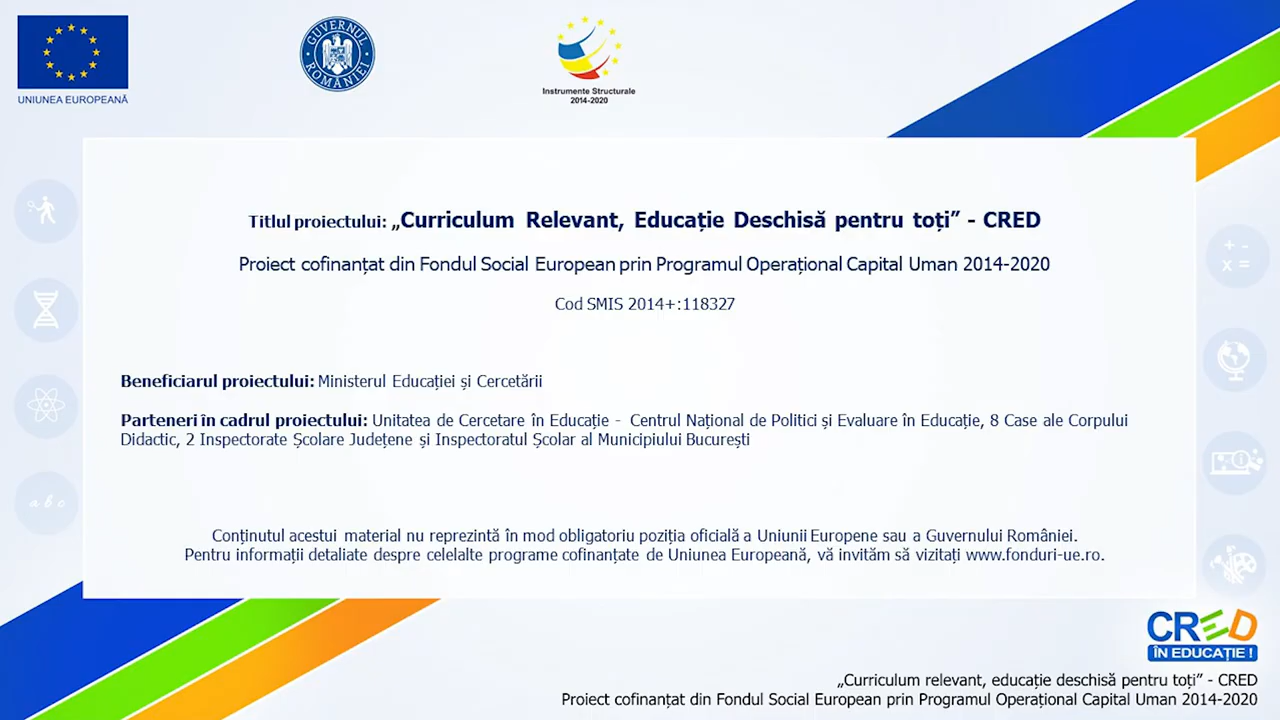 UNIUNEA EUROPEANĂ
GUVERNUL ROMÂNIEI
Instrumente Structurale
2014-2020
Titlul proiectului: „Curriculum Relevant, Educație Deschisă pentru toți” - CRED
Proiect cofinanțat din Fondul Social European prin Programul Operațional Capital Uman 2014-2020
Cod SMIS 2014+:118327
Beneficiarul proiectului: Ministerul Educației și Cercetării
Parteneri în cadrul proiectului: Unitatea de Cercetare în Educație - Centrul Național de Politici și Evaluare în Educație, 8 Case ale Corpului
Didactic, 2 Inspectorate Școlare Județene și Inspectoratul Școlar al Municipiului București
a b c
Conținutul acestui material nu reprezintă în mod obligatoriu poziția oficială a Uniunii Europene sau a Guvernului României.
Pentru informații detaliate despre celelalte programe cofinanțate de Uniunea Europeană, vă invităm să vizitați www.fonduri-ue.ro.
+ -
x =
CRED
ÎN EDUCAȚIE !
„Curriculum relevant, educație deschisă pentru toți” - CRED
Proiect cofinanțat din Fondul Social European prin Programul Operațional Capital Uman 2014-2020